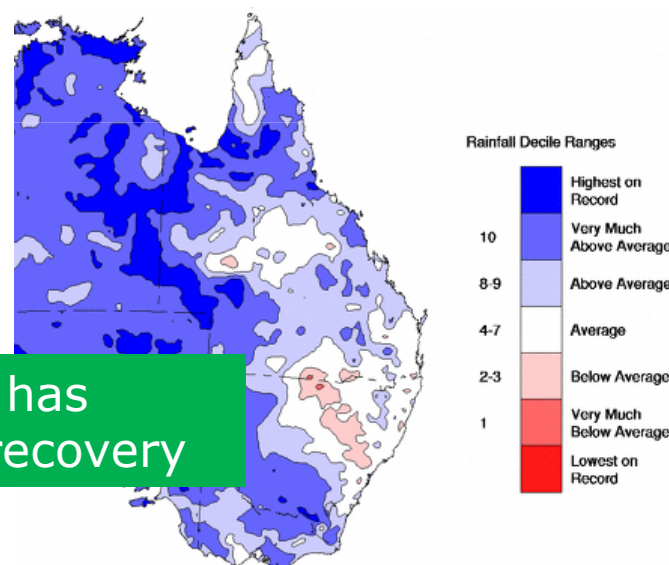 Rainfall Decile Ranges
Highest on
Record
10
Very Much
Above Average
8-9
Above Average
4-7
Average
2-3
Below Average
1
Very Much
Below Average
Lowest on
Record
has
recovery